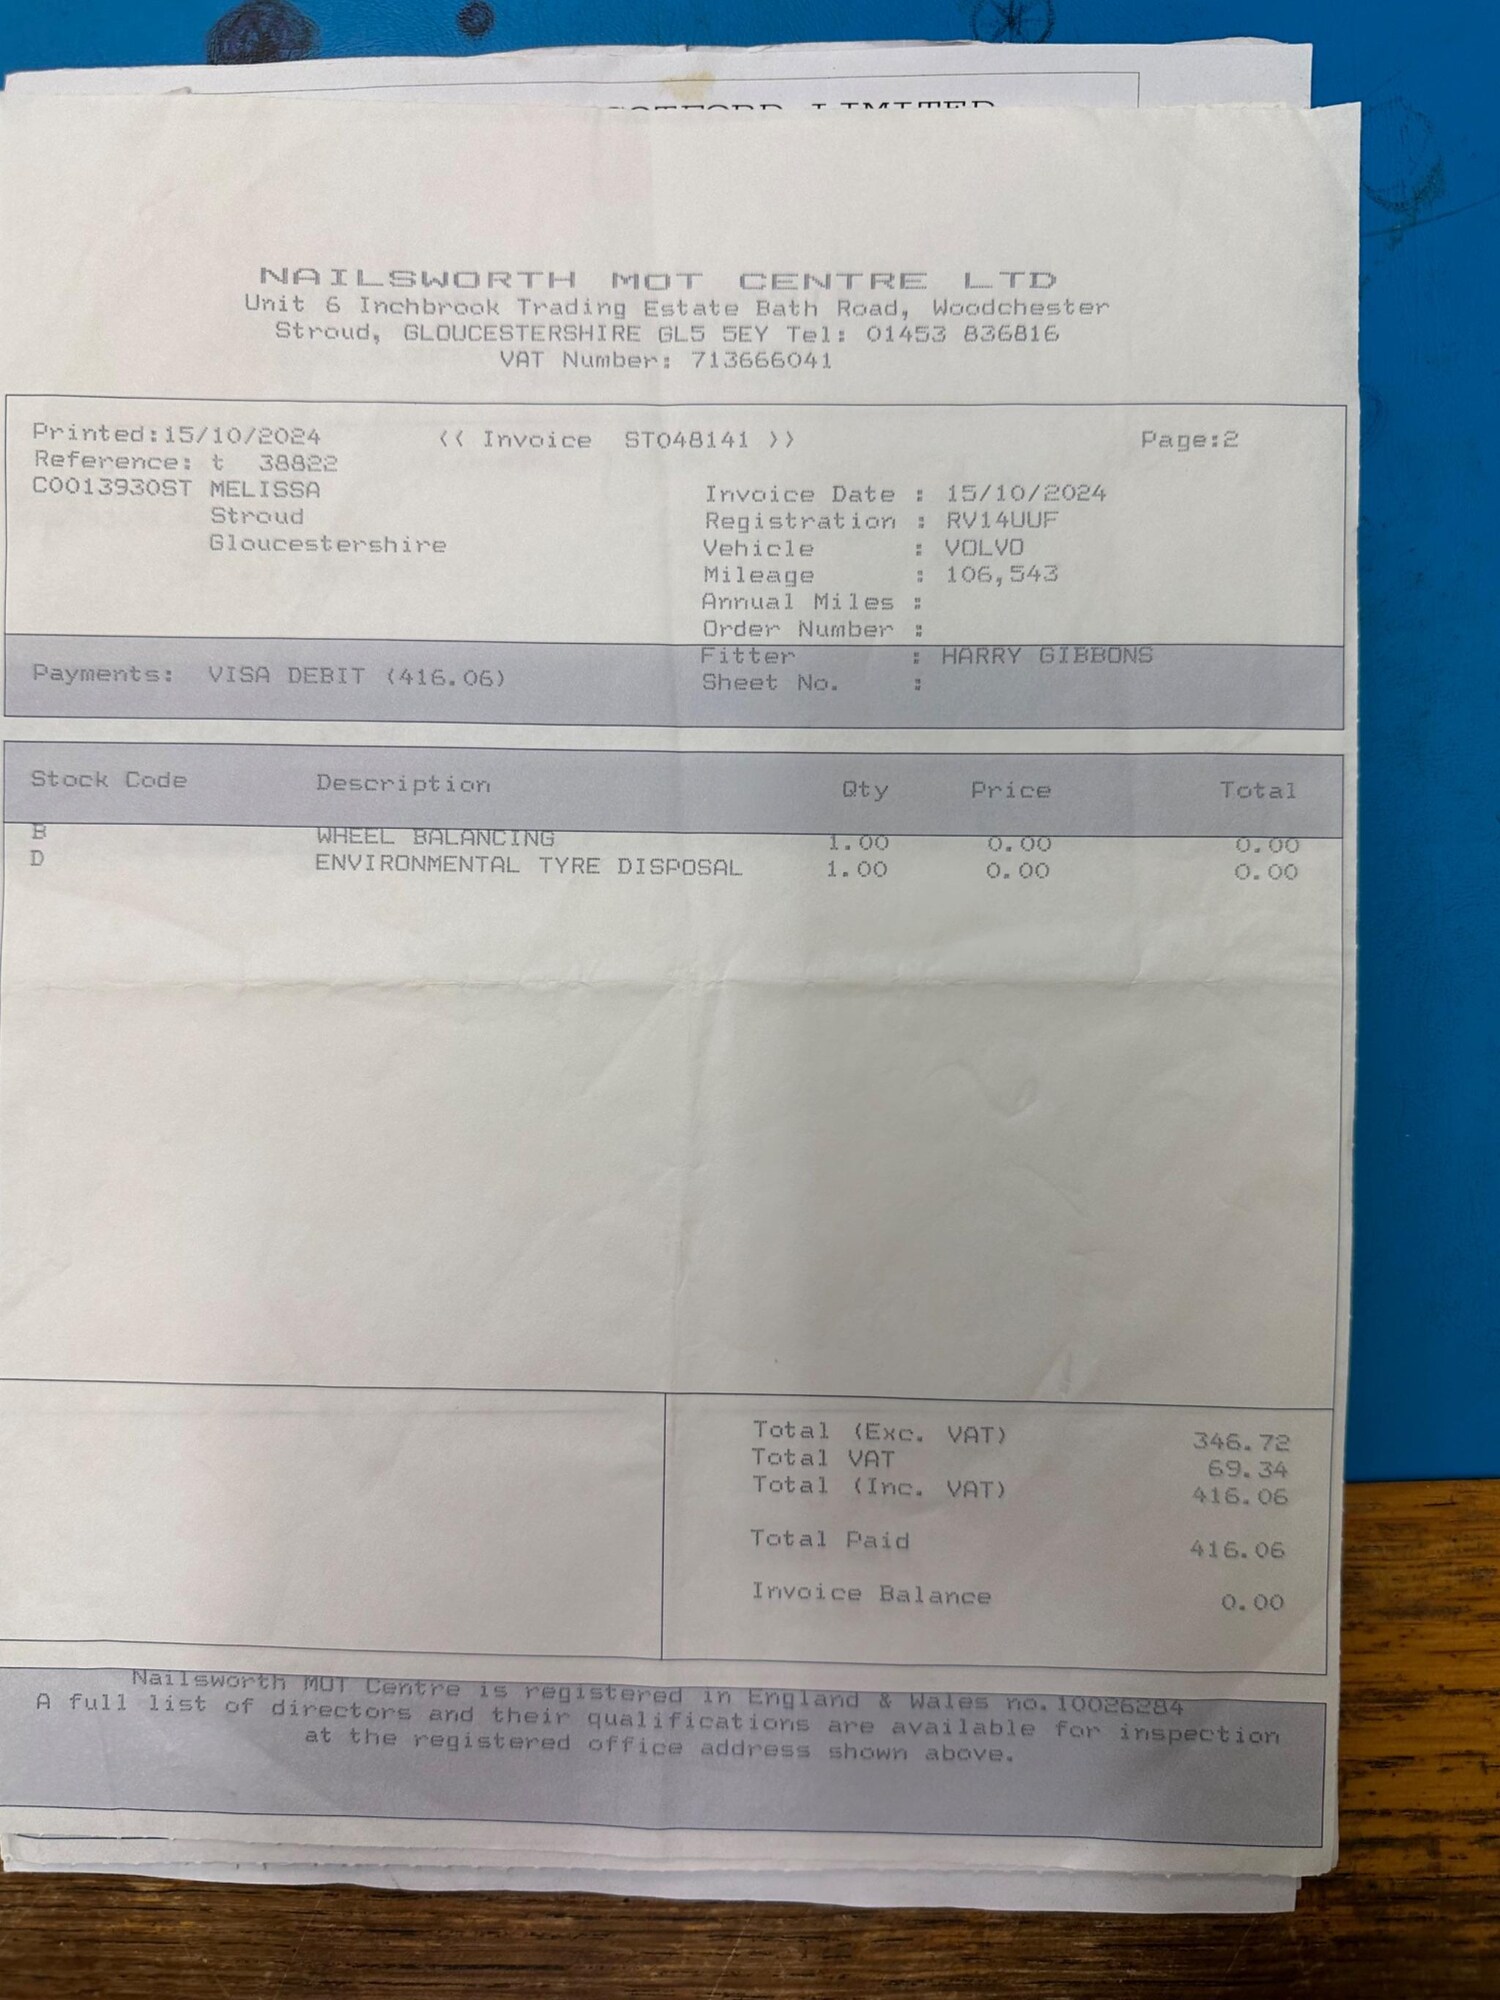 LIMITED
NAILSWORTH MOT CENTRE LTD
Unit 6 Inchbrook Trading Estate Bath Road, Woodchester
Stroud, GLOUCESTERSHIRE GL5 5EY Tel: 01453 836816
VAT Number: 713666041
Printed:15/10/2024 << Invoice ST048141 >> Page:2
Reference: t 38822
C0013930ST MELISSA
Stroud
Gloucestershire
Invoice Date : 15/10/2024
Registration : RV14UUF
Vehicle : VOLVO
Mileage : 106,543
Annual Miles :
Order Number :
Fitter : HARRY GIBBONS
Sheet No. :
Payments: VISA DEBIT (416.06)
Stock Code Description Qty Price Total
B WHEEL BALANCING 1.00 0.00 0.00
D ENVIRONMENTAL TYRE DISPOSAL 1.00 0.00 0.00
Total (Exc. VAT) 346.72
Total VAT 69.34
Total (Inc. VAT) 416.06
Total Paid 416.06
Invoice Balance 0.00
Nailsworth MOT Centre is registered in England & Wales no.10026284
A full list of directors and their qualifications are available for inspection
at the registered office address shown above.